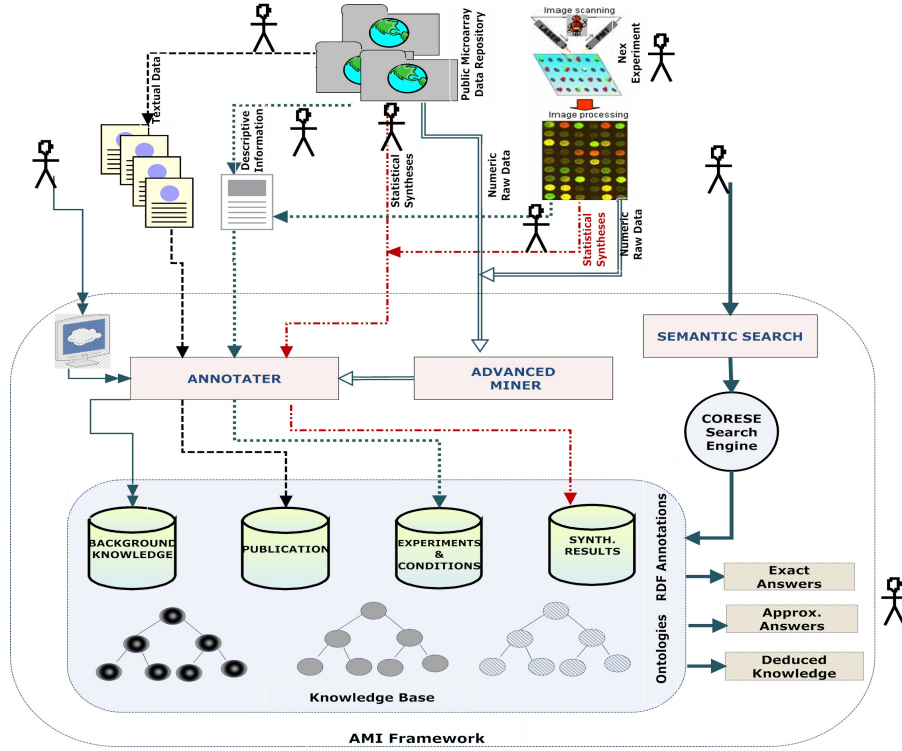 Image scanning
Nex
Experiment
Public Microarray
Data Repository
Textual Data
Image processing
Descriptive
Information
Statistical
Syntheses
Numeric
Raw Data
Statistical
Syntheses
Numeric
Raw Data
SEMANTIC SEARCH
ANNOTATER
ADVANCED
MINER
CORESE
Search
Engine
BACKGROUND
KNOWLEDGE
PUBLICATION
EXPERIMENTS
&
CONDITIONS
SYNTH.
RESULTS
RDF Annotations
Ontologies
Exact
Answers
Approx.
Answers
Deduced
Knowledge
Knowledge Base
AMI Framework